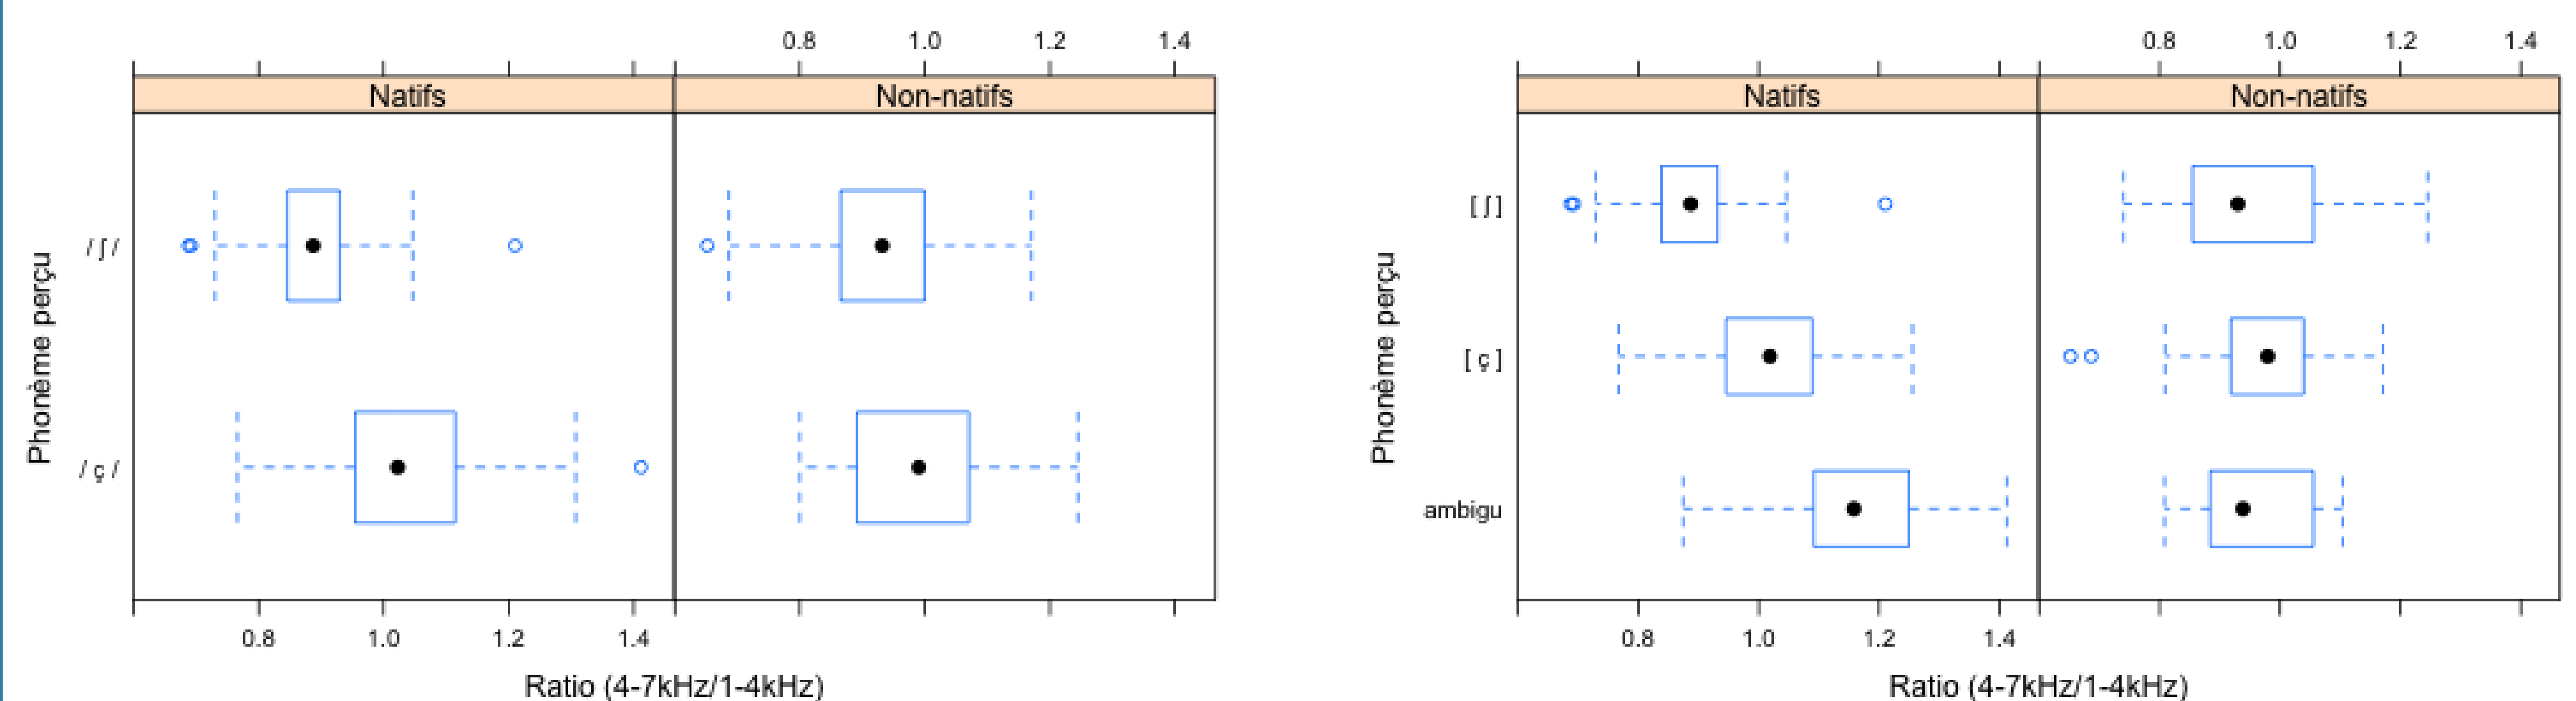 0.8 1.0 1.2 1.4
Natifs Non-natifs
Phonème perçu
/ ʃ /
/ ç /
0.8 1.0 1.2 1.4
Ratio (4-7kHz/1-4kHz)
0.8 1.0 1.2 1.4
Natifs Non-natifs
Phonème perçu
[ ʃ ]
[ ç ]
ambigu
0.8 1.0 1.2 1.4
Ratio (4-7kHz/1-4kHz)